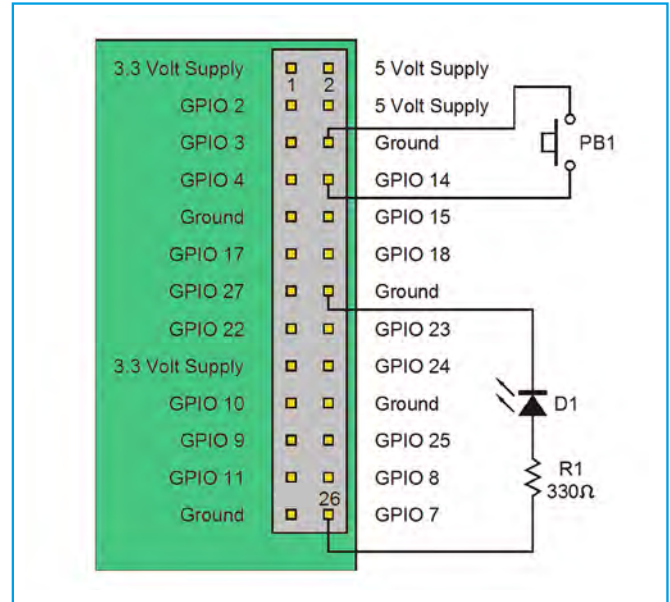 3.3 Volt Supply 5 Volt Supply
1 2
GPIO 2 5 Volt Supply
GPIO 3 Ground PB1
GPIO 4 GPIO 14
Ground GPIO 15
GPIO 17 GPIO 18
GPIO 27 Ground
GPIO 22 GPIO 23
3.3 Volt Supply GPIO 24
GPIO 10 Ground D1
GPIO 9 GPIO 25
GPIO 11 GPIO 8 R1
26 330Ω
Ground GPIO 7